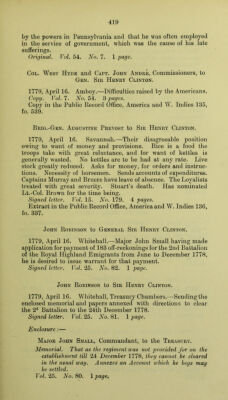 419
by the powers in Pennsylvania and that he was often employed
in the service of government, which was the cause of his late
sufferings.
Original. Vol. 54. No. 7. 1 page.
Col. West Hyde and Capt. John André, Commissioners, to
Gen. Sir Henry Clinton.
1779, April 16. Amboy.—Difficulties raised by the Americans.
Copy. Vol. 7. No. 54. 3 pages.
Copy in the Public Record Office, America and W. Indies 135,
fo. 539.
Brig.-Gen. Augustine Prevost to Sir Henry Clinton.
1779, April 16. Savannah.—Their disagreeable position
owing to want of money and provisions. Rice is a food the
troops take with great reluctance, and for want of kettles is
generally wasted. No kettles are to be had at any rate. Live
stock greatly reduced. Asks for money, for orders and instruc-
tions. Necessity of horsemen. Sends accounts of expenditures.
Captains Murray and Breeze have leave of absence. The Loyalists
treated with great severity. Stuart's death. Has nominated
Lt.-Col. Brown for the time being.
Signed letter. Vol. 15. No. 179. 4 pages.
Extract in the Public Record Office, America and W. Indies 136,
fo. 337.
John Robinson to General Sir Henry Clinton.
1779, April 16. Whitehall.—Major John Small having made
application for payment of 183 off-reckonings for the 2nd Battalion
of the Royal Highland Emigrants from June to December 1778,
he is desired to issue warrant for that payment.
Signed letter. Vol. 25. No. 82. 1 page.
John Robinson to Sir Henry Clinton.
1779, April 16. Whitehall, Treasury Chambers.—Sending the
enclosed memorial and papers annexed with directions to clear
the 2d Battalion to the 24th December 1778.
Signed letter. Vol. 25. No. 81. 1 page.
Enclosure:—
Major John Small, Commandant, to the Treasury.
Memorial. That as the regiment was not provided for on the
establishment till 24 December 1778, they cannot be cleared
in the usual way. Annexes an Account which he begs may
be settled.
Vol. 25. No. 80. 1 page.